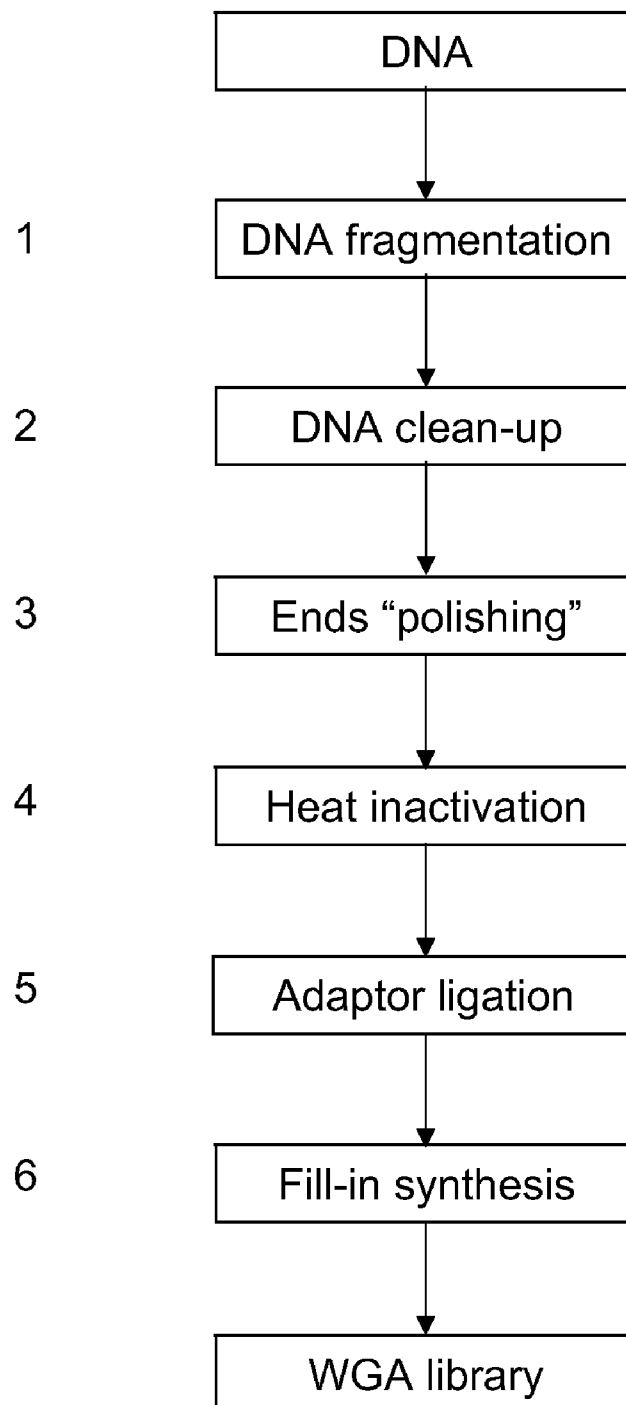 DNA
1 DNA fragmentation
2 DNA clean-up
3 Ends “polishing”
4 Heat inactivation
5 Adaptor ligation
6 Fill-in synthesis
WGA library